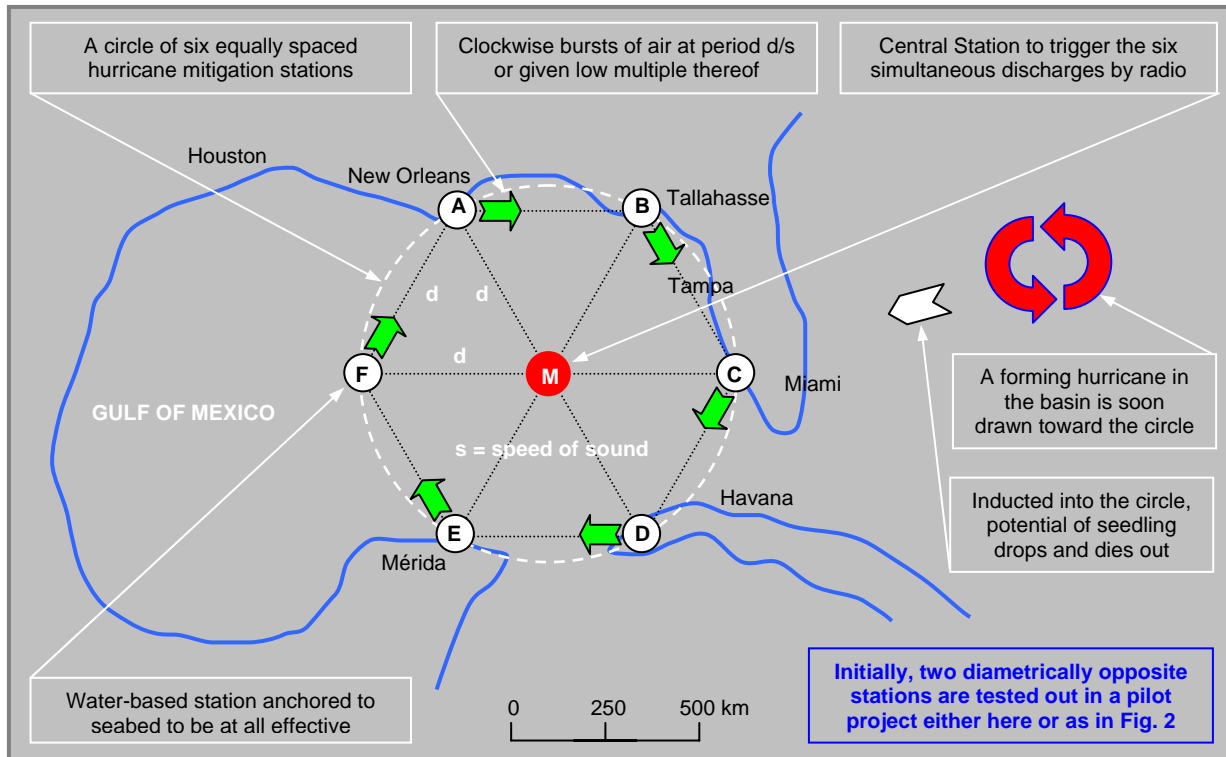 A circle of six equally spaced
hurricane mitigation stations
Clockwise bursts of air at period d/s
or given low multiple thereof
Central Station to trigger the six
simultaneous discharges by radio
Houston
New Orleans
A
B
Tallahasse
Tampa
d
d
d
F
M
C
Miami
GULF OF MEXICO
A forming hurricane in
the basin is soon
drawn toward the circle
s = speed of sound
Havana
Inducted into the circle,
potential of seedling
drops and dies out
E
D
Mérida
Water-based station anchored to
seabed to be at all effective
0 250 500 km
Initially, two diametrically opposite
stations are tested out in a pilot
project either here or as in Fig. 2